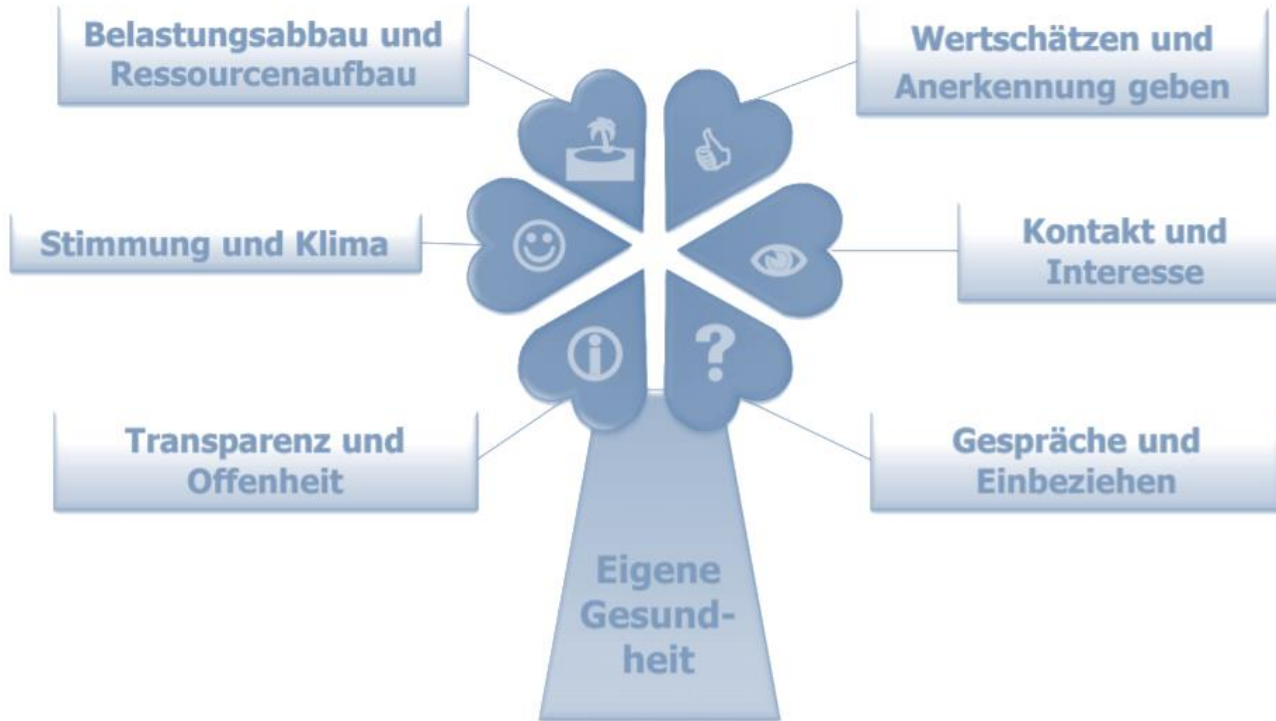 Belastungsabbau und
Ressourcenaufbau
Wertschätzen und
Anerkennung geben
Stimmung und Klima
Kontakt und
Interesse
Transparenz und
Offenheit
Gespräche und
Einbeziehen
Eigene
Gesund-
heit